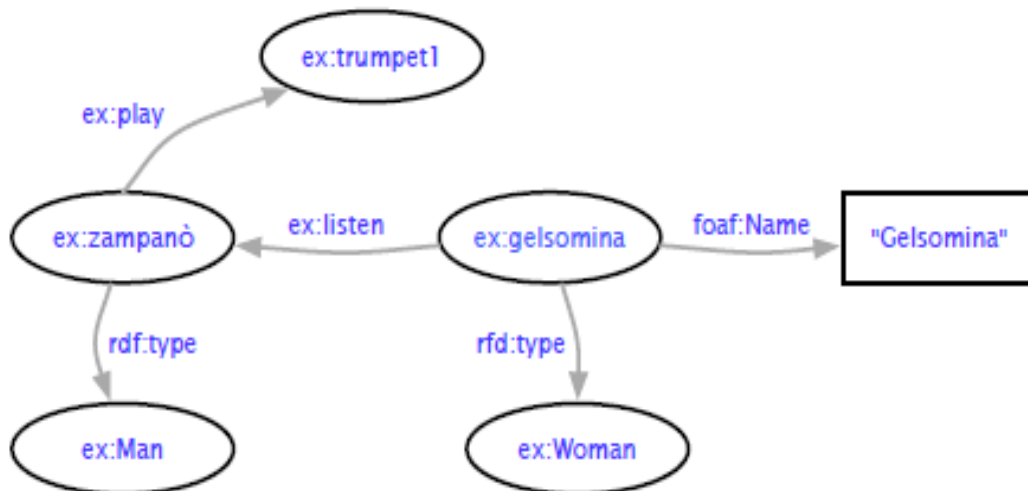 ex:trumpet1
ex:play
ex:zampanò
ex:listen
ex:gelsomina
foaf:Name
"Gelsomina"
rdf:type
rfd:type
ex:Man
ex:Woman